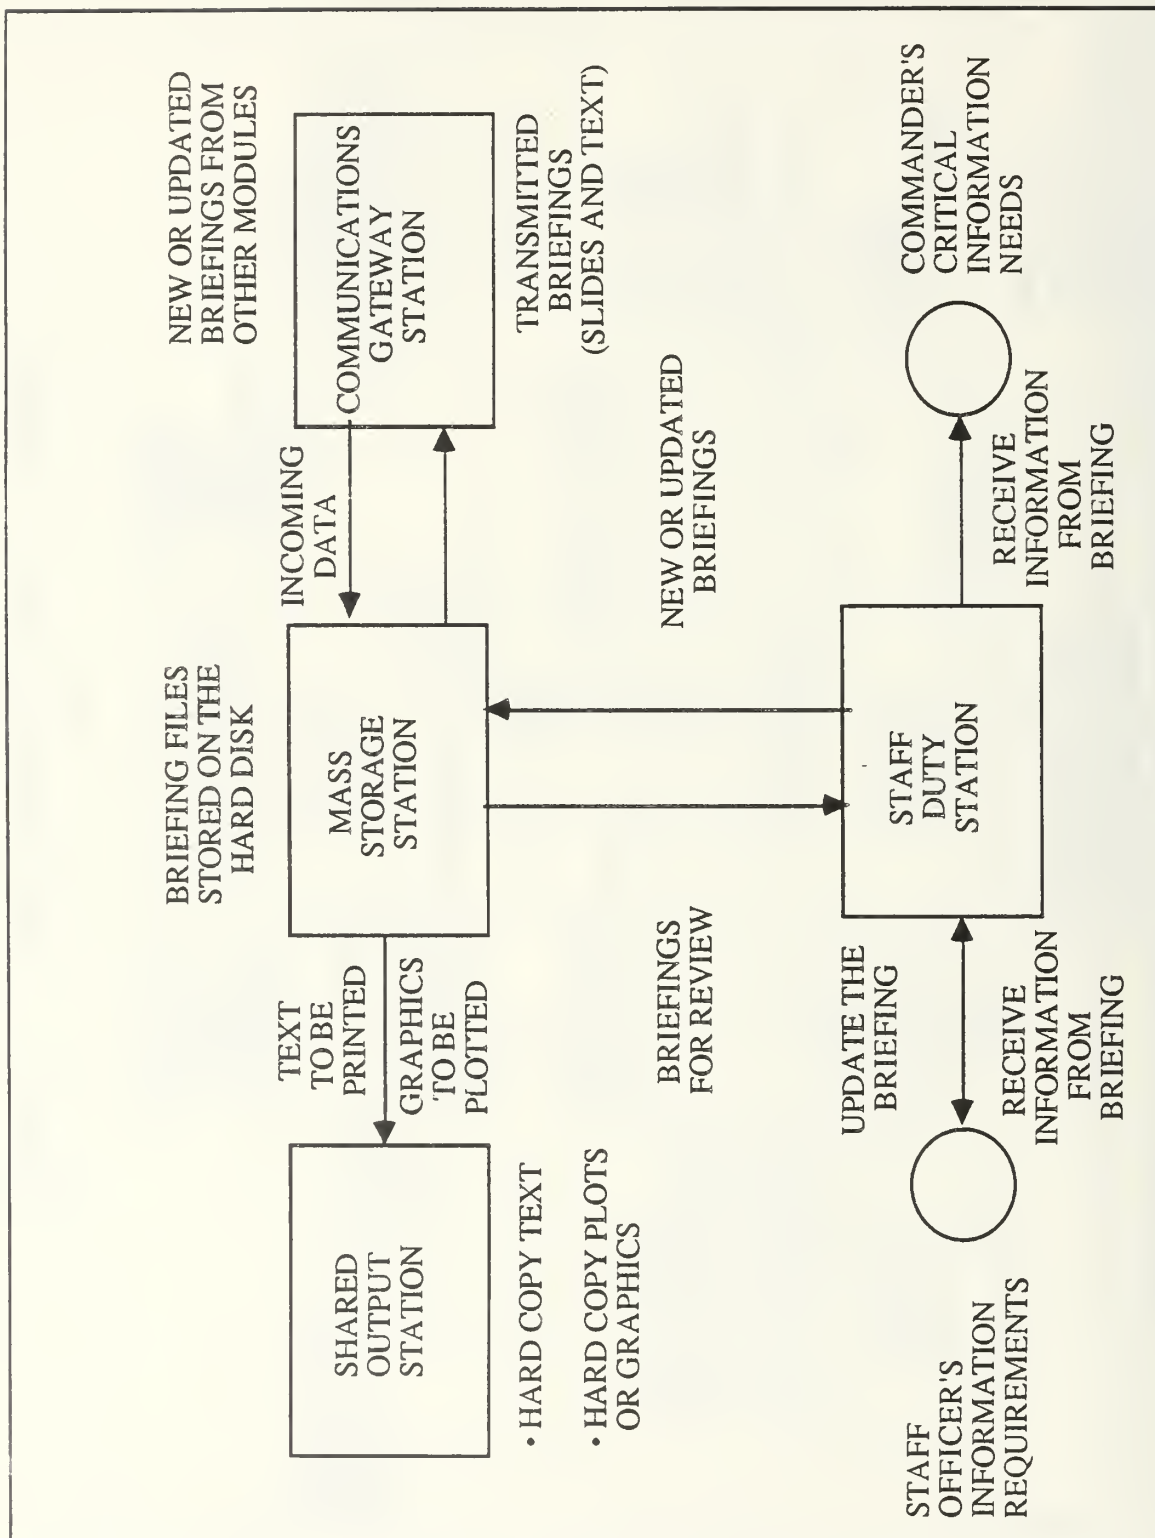 BRIEFING FILES
STORED ON THE
HARD DISK
NEW OR UPDATED
BRIEFINGS FROM
OTHER MODULES
SHARED
OUTPUT
STATION
TEXT
TO BE
PRINTED
GRAPHICS
TO BE
PLOTTED
MASS
STORAGE
STATION
INCOMING
DATA
COMMUNICATIONS
GATEWAY
STATION
• HARD COPY TEXT
• HARD COPY PLOTS
OR GRAPHICS
TRANSMITTED
BRIEFINGS
(SLIDES AND TEXT)
BRIEFINGS
FOR REVIEW
NEW OR UPDATED
BRIEFINGS
STAFF
OFFICER'S
INFORMATION
REQUIREMENTS
UPDATE THE
BRIEFING
RECEIVE
INFORMATION
FROM
BRIEFING
STAFF
DUTY
STATION
RECEIVE
INFORMATION
FROM
BRIEFING
COMMANDER'S
CRITICAL
INFORMATION
NEEDS